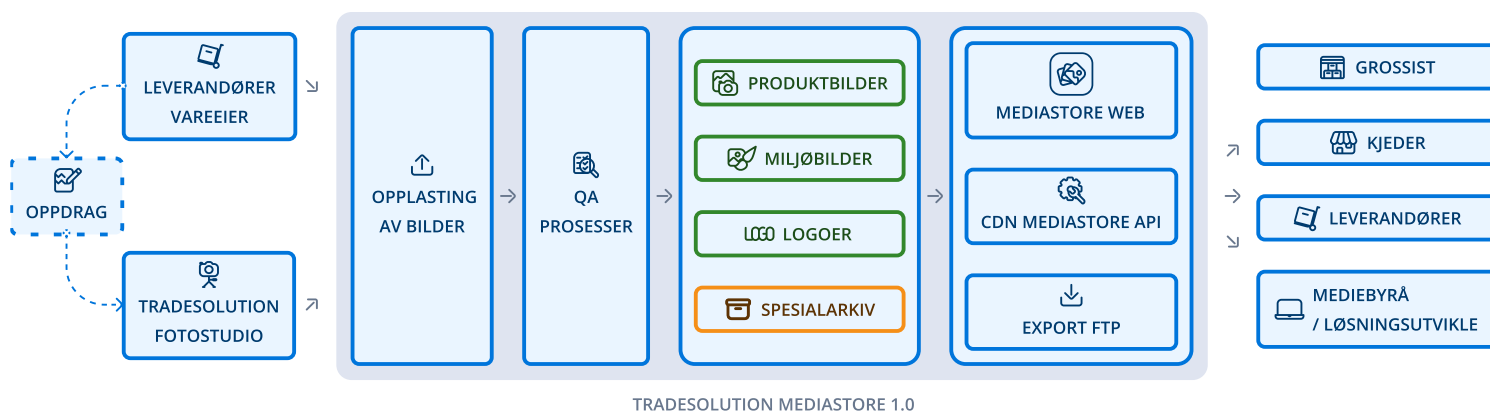 LEVERANDØRER
VAREEIER
OPPDRAG
TRADESOLUTION
FOTOSTUDIO
OPPLASTING
AV BILDER
QA
PROSESSER
PRODUKTBILDER
MILJØBILDER
LOGO LOGOER
SPESIALARKIV
MEDIASTORE WEB
CDN MEDIASTORE API
EXPORT FTP
GROSSIST
KJEDER
LEVERANDØRER
MEDIEBYRÅ
/ LØSNINGSUTVIKLE
TRADESOLUTION MEDIASTORE 1.0